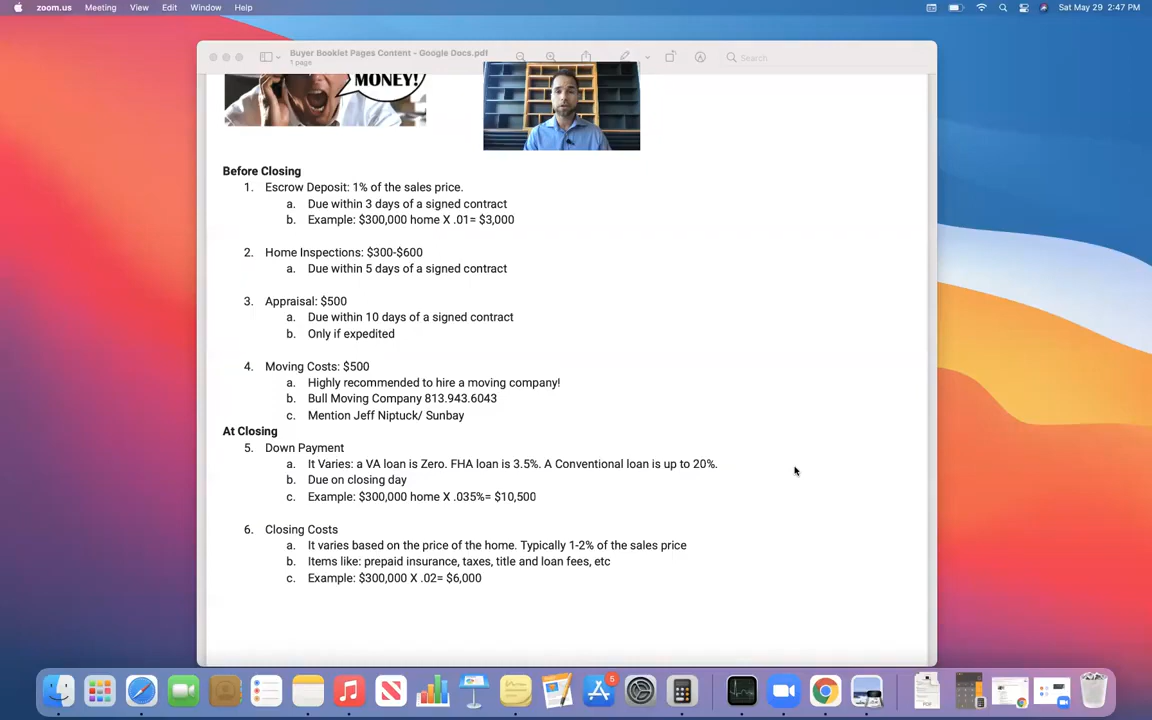 zoom.us Meeting View Edit Window Help
Sat May 29 2:47 PM
Buyer Booklet Pages Content - Google Docs.pdf
1 page
Search
MONEY!
Before Closing
1. Escrow Deposit: 1% of the sales price.
a. Due within 3 days of a signed contract
b. Example: $300,000 home X .01= $3,000
2. Home Inspections: $300-$600
a. Due within 5 days of a signed contract
3. Appraisal: $500
a. Due within 10 days of a signed contract
b. Only if expedited
4. Moving Costs: $500
a. Highly recommended to hire a moving company!
b. Bull Moving Company 813.943.6043
c. Mention Jeff Niptuck/ Sunbay
At Closing
5. Down Payment
a. It Varies: a VA loan is Zero. FHA loan is 3.5%. A Conventional loan is up to 20%.
b. Due on closing day
c. Example: $300,000 home X .035%= $10,500
6. Closing Costs
a. It varies based on the price of the home. Typically 1-2% of the sales price
b. Items like: prepaid insurance, taxes, title and loan fees, etc
c. Example: $300,000 X .02= $6,000
5
PDF